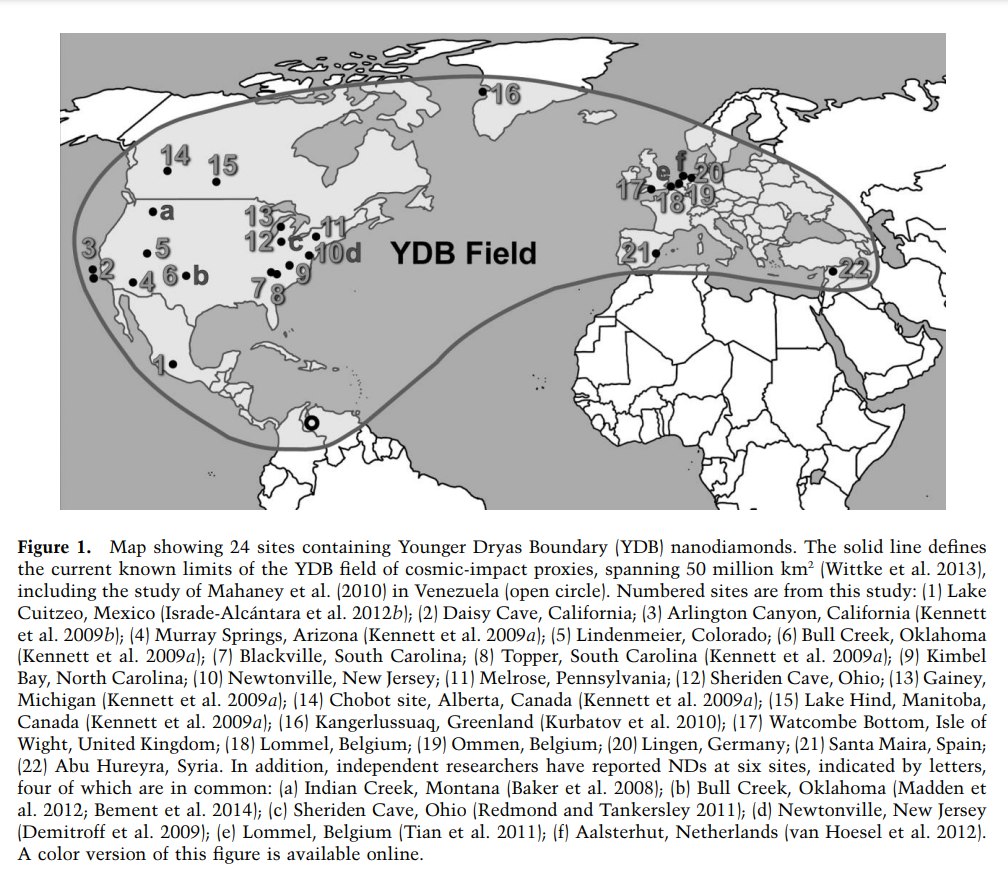 16
14
15
e
f
20
17
18
19
a
13
11
12
c
10d
3
5
YDB Field
21
2
4
6
b
9
22
7
8
1
Figure 1. Map showing 24 sites containing Younger Dryas Boundary (YDB) nanodiamonds. The solid line defines
the current known limits of the YDB field of cosmic-impact proxies, spanning 50 million km² (Wittke et al. 2013),
including the study of Mahaney et al. (2010) in Venezuela (open circle). Numbered sites are from this study: (1) Lake
Cuitzeo, Mexico (Israde-Alcántara et al. 2012b); (2) Daisy Cave, California; (3) Arlington Canyon, California (Kennett
et al. 2009b); (4) Murray Springs, Arizona (Kennett et al. 2009a); (5) Lindenmeier, Colorado; (6) Bull Creek, Oklahoma
(Kennett et al. 2009a); (7) Blackville, South Carolina; (8) Topper, South Carolina (Kennett et al. 2009a); (9) Kimbel
Bay, North Carolina; (10) Newtonville, New Jersey; (11) Melrose, Pennsylvania; (12) Sheriden Cave, Ohio; (13) Gainey,
Michigan (Kennett et al. 2009a); (14) Chobot site, Alberta, Canada (Kennett et al. 2009a); (15) Lake Hind, Manitoba,
Canada (Kennett et al. 2009a); (16) Kangerlussuaq, Greenland (Kurbatov et al. 2010); (17) Watcombe Bottom, Isle of
Wight, United Kingdom; (18) Lommel, Belgium; (19) Ommen, Belgium; (20) Lingen, Germany; (21) Santa Maira, Spain;
(22) Abu Hureyra, Syria. In addition, independent researchers have reported NDs at six sites, indicated by letters,
four of which are in common: (a) Indian Creek, Montana (Baker et al. 2008); (b) Bull Creek, Oklahoma (Madden et
al. 2012; Bement et al. 2014); (c) Sheriden Cave, Ohio (Redmond and Tankersley 2011); (d) Newtonville, New Jersey
(Demitroff et al. 2009); (e) Lommel, Belgium (Tian et al. 2011); (f) Aalsterhut, Netherlands (van Hoesel et al. 2012).
A color version of this figure is available online.